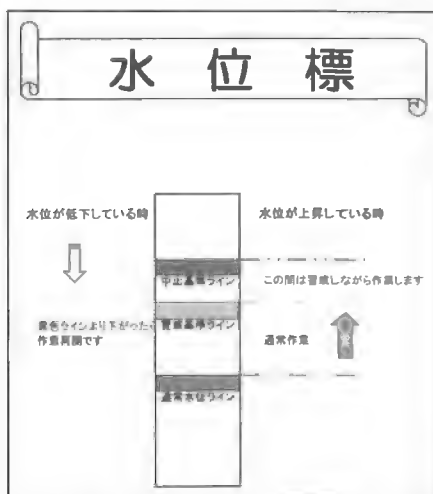 水位標
水位が低下している時
水位が上昇している時
中止基準ライン
この間は警戒しながら作業します
黄色ラインより下がったら
作業再開です
警戒基準ライン
通常作業
通常水位ライン